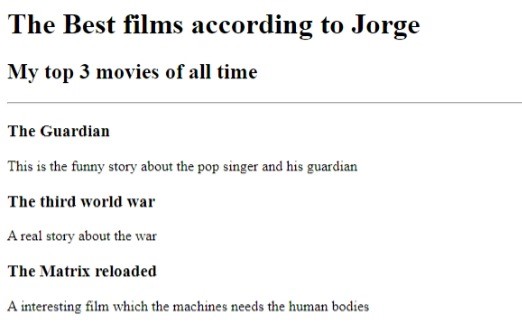 The Best films according to Jorge
My top 3 movies of all time
The Guardian
This is the funny story about the pop singer and his guardian
The third world war
A real story about the war
The Matrix reloaded
A interesting film which the machines needs the human bodies